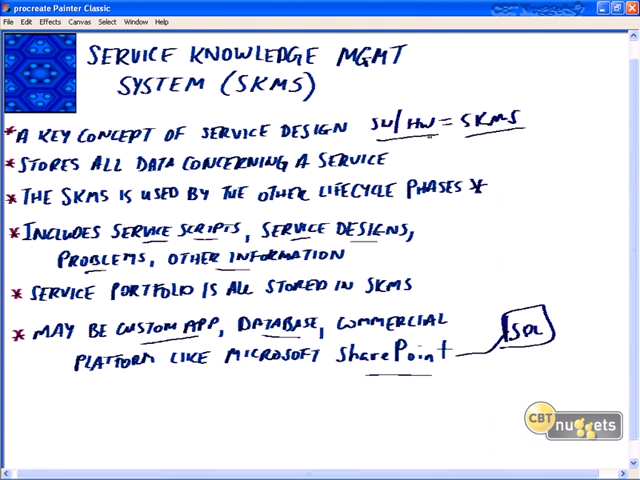 procreate Painter Classic
File Edit Effects Canvas Select Window Help
SERVICE KNOWLEDGE MGMT
SYSTEM (SKMS)
* A KEY CONCEPT OF SERVICE DESIGN SW/HW = SKMS
* STORES ALL DATA CONCERNING A SERVICE
* THE SKMS IS USED BY THE OTHER LIFECYCLE PHASES *
* INCLUDES SERVICE SCRIPTS, SERVICE DESIGNS,
PROBLEMS, OTHER INFORMATION
* SERVICE PORTFOLIO IS ALL STORED IN SKMS
* MAY BE CUSTOM APP, DATABASE, COMMERCIAL
PLATFORM LIKE MICROSOFT SharePoint
CBT nuggets